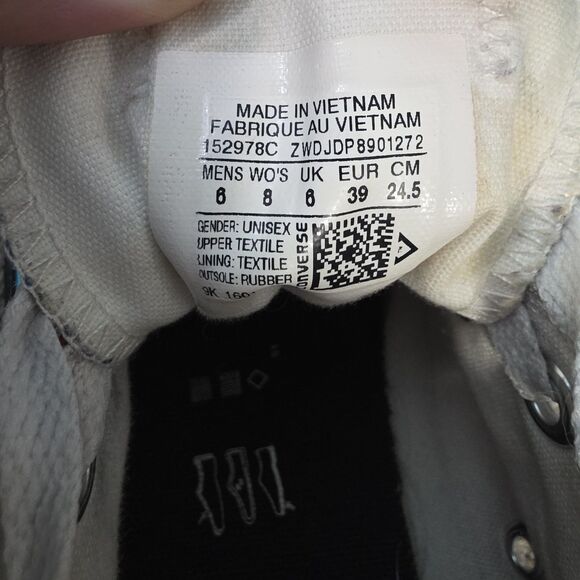 MADE IN VIETNAM
FABRIQUE AU VIETNAM
152978C ZWDJDP8901272
MENS WO'S UK EUR CM
6 8 6 39 24.5
GENDER: UNISEX
UPPER TEXTILE
LINING: TEXTILE
OUTSOLE: RUBBER
9K
CONVERSE